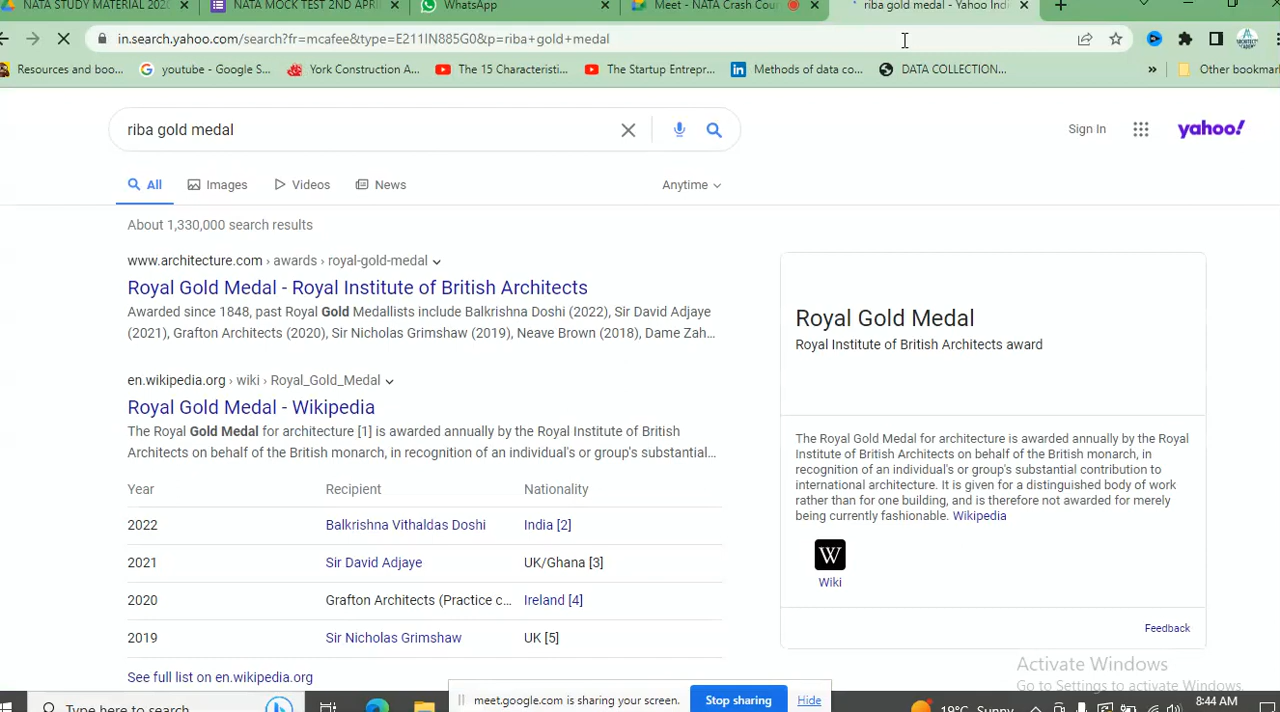 NATA STUDY MATERIAL 202
NATA MOCK TEST 2ND APRI
WhatsApp
Meet - NATA Crash Cour
riba gold medal - Yahoo Indi
in.search.yahoo.com/search?fr=mcafee&type=E211IN885G0&p=riba+gold+medal
Resources and boo...
youtube - Google S...
York Construction A...
The 15 Characteristi...
The Startup Entrepr...
Methods of data co...
DATA COLLECTION...
»
Other bookmar
riba gold medal
Sign In
yahoo!
All
Images
Videos
News
Anytime
About 1,330,000 search results
www.architecture.com › awards › royal-gold-medal
Royal Gold Medal - Royal Institute of British Architects
Awarded since 1848, past Royal Gold Medallists include Balkrishna Doshi (2022), Sir David Adjaye
(2021), Grafton Architects (2020), Sir Nicholas Grimshaw (2019), Neave Brown (2018), Dame Zah...
en.wikipedia.org › wiki › Royal_Gold_Medal
Royal Gold Medal - Wikipedia
The Royal Gold Medal for architecture [1] is awarded annually by the Royal Institute of British
Architects on behalf of the British monarch, in recognition of an individual's or group's substantial...
Year Recipient Nationality
2022 Balkrishna Vithaldas Doshi India [2]
2021 Sir David Adjaye UK/Ghana [3]
2020 Grafton Architects (Practice c... Ireland [4]
2019 Sir Nicholas Grimshaw UK [5]
See full list on en.wikipedia.org
Royal Gold Medal
Royal Institute of British Architects award
The Royal Gold Medal for architecture is awarded annually by the Royal
Institute of British Architects on behalf of the British monarch, in
recognition of an individual's or group's substantial contribution to
international architecture. It is given for a distinguished body of work
rather than for one building, and is therefore not awarded for merely
being currently fashionable. Wikipedia
W
Wiki
Feedback
Activate Windows
Go to Settings to activate Windows.
meet.google.com is sharing your screen.
Stop sharing
Hide
Type here to search
19°C Sunny
8:44 AM